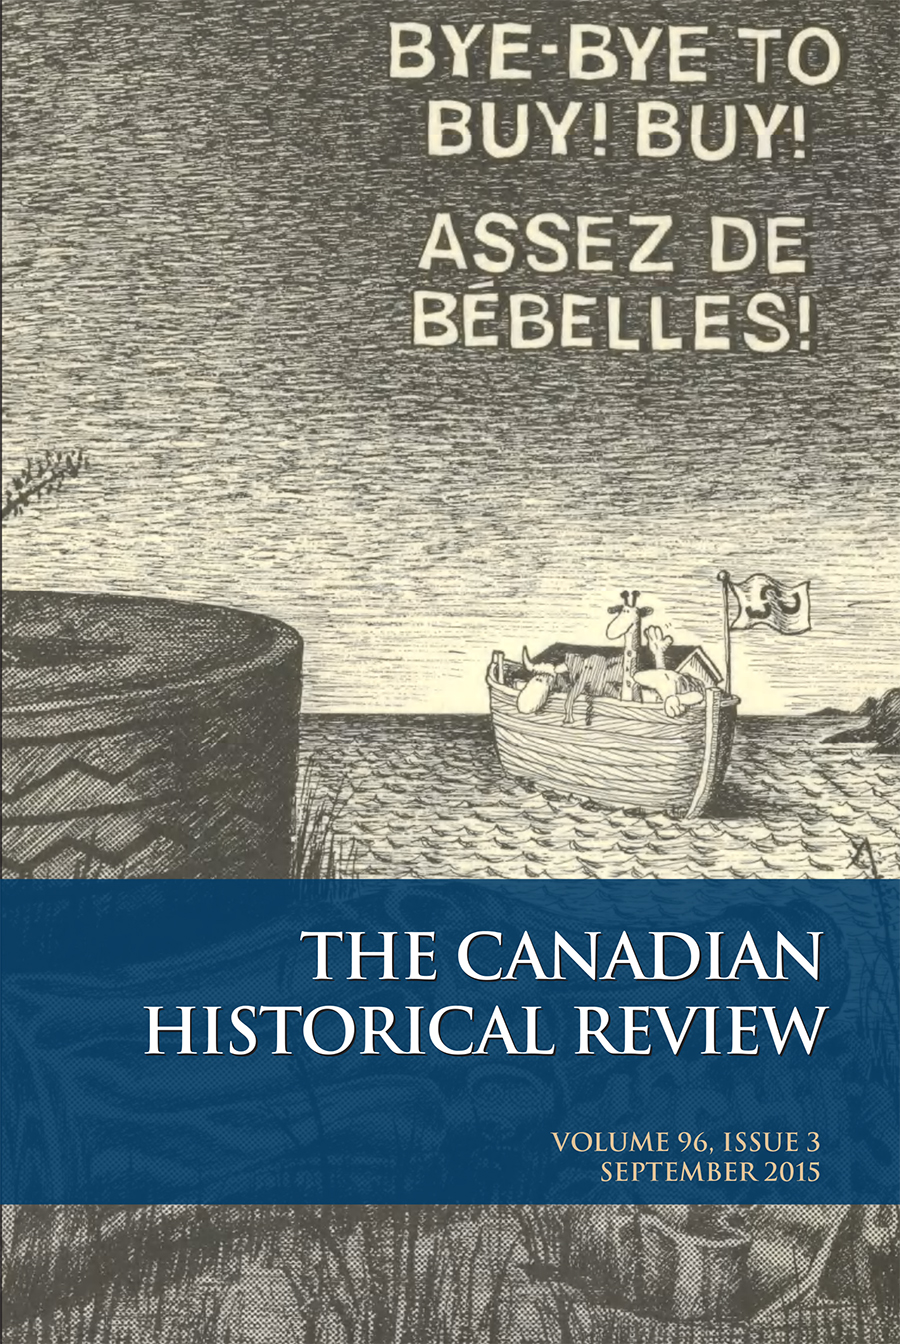 BYE-BYE TO
BUY! BUY!
ASSEZ DE
BÉBELLES!
THE CANADIAN
HISTORICAL REVIEW
VOLUME 96, ISSUE 3
SEPTEMBER 2015